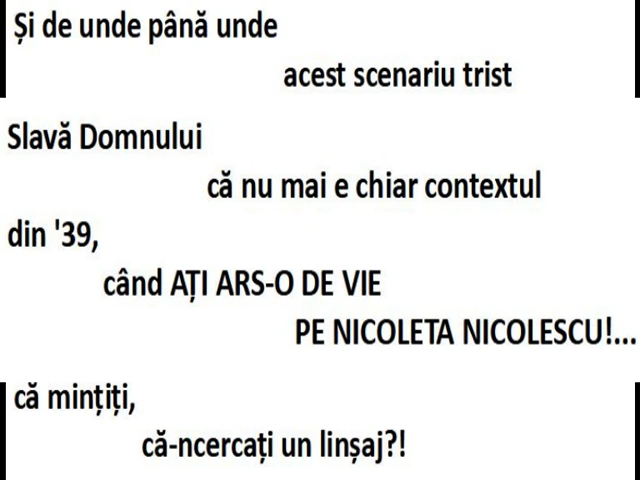 Și de unde până unde
acest scenariu trist
Slavă Domnului
că nu mai e chiar contextul
din '39,
când AȚI ARS-O DE VIE
PE NICOLETA NICOLESCU!...
că mințiți,
că-ncercați un linșaj?!